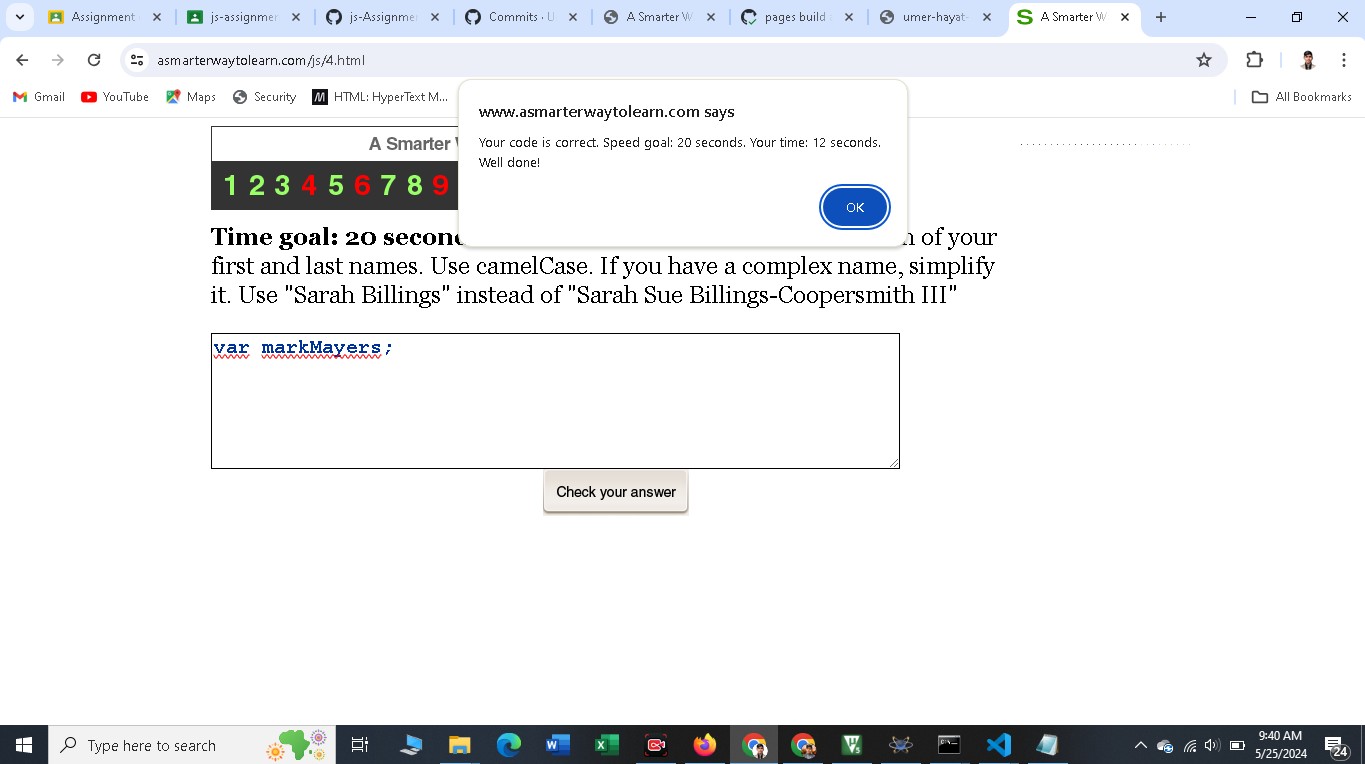 Assignment
js-assignmen
js-Assignme
Commits · U
A Smarter W
pages build
umer-hayat-
A Smarter W
asmarterwaytolearn.com/js/4.html
Gmail
YouTube
Maps
Security
HTML: HyperText M...
All Bookmarks
www.asmarterwaytolearn.com says
Your code is correct. Speed goal: 20 seconds. Your time: 12 seconds.
Well done!
OK
A Smarter
1 2 3 4 5 6 7 8 9
Time goal: 20 second
of your
first and last names. Use camelCase. If you have a complex name, simplify
it. Use "Sarah Billings" instead of "Sarah Sue Billings-Coopersmith III"
var markMayers;
Check your answer
Type here to search
9:40 AM
5/25/2024
24